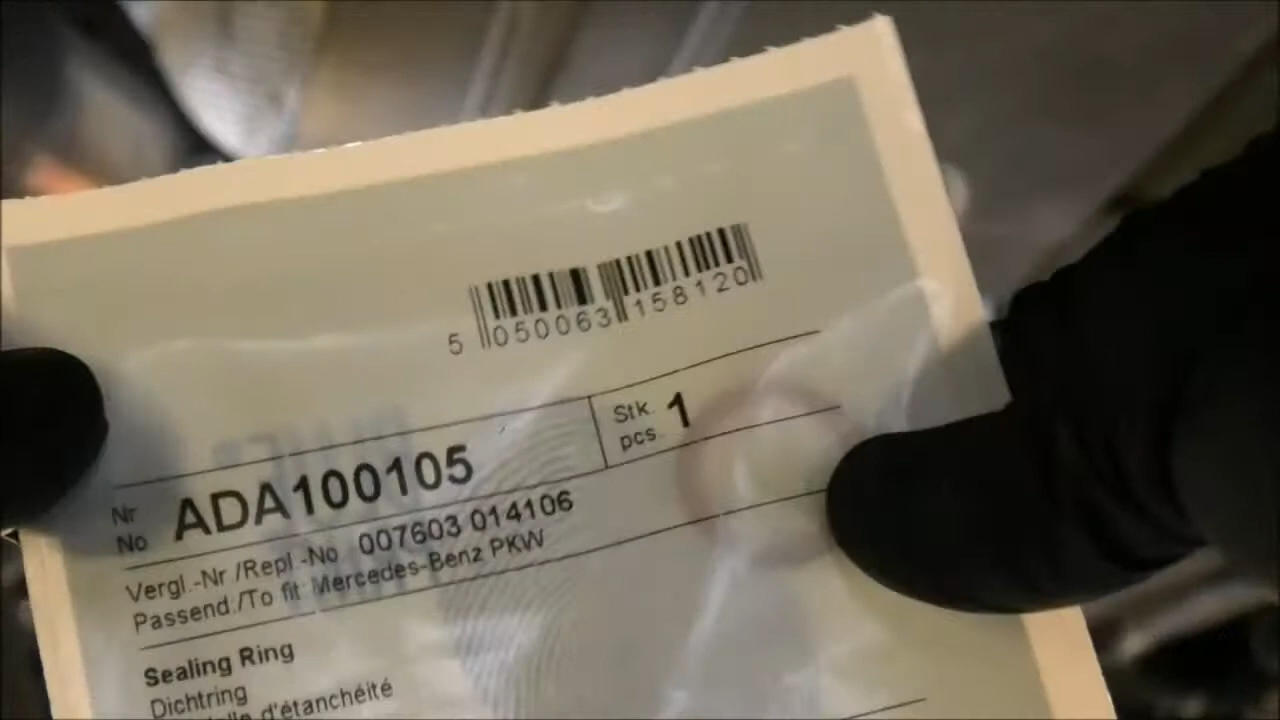 5 050063 158120
Stk. 1
pcs.
Nr
No ADA100105
Vergl.-Nr./Repl.-No 007603 014106
Passend./To fit: Mercedes-Benz PKW
Sealing Ring
Dichtring
d'étanchéité